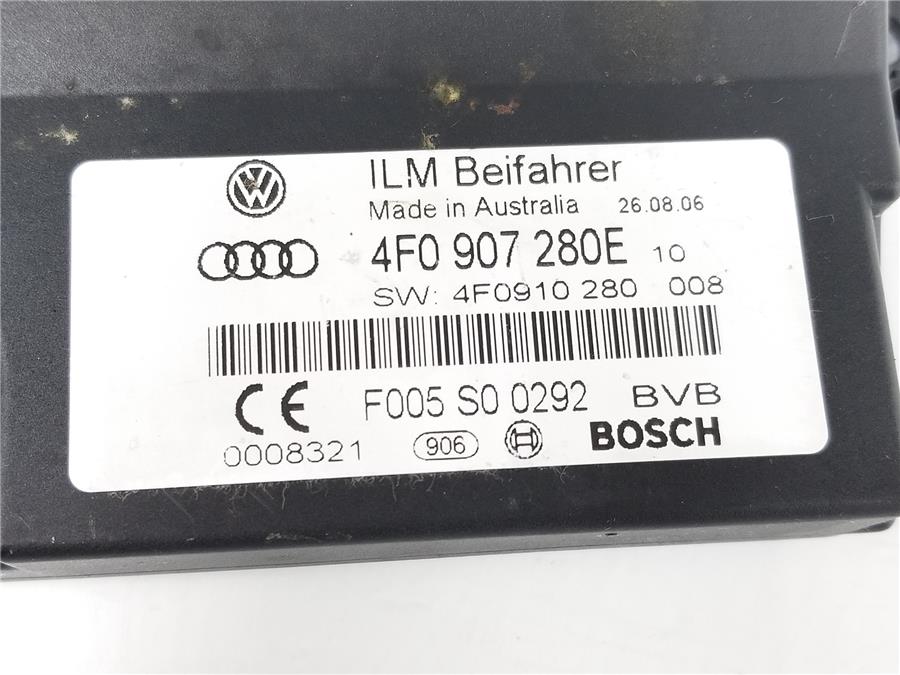 ILM Beifahrer
Made in Australia 26.08.06
4F0 907 280E 10
SW: 4F0910 280 008
CE F005 S0 0292 BVB
0008321 906 BOSCH